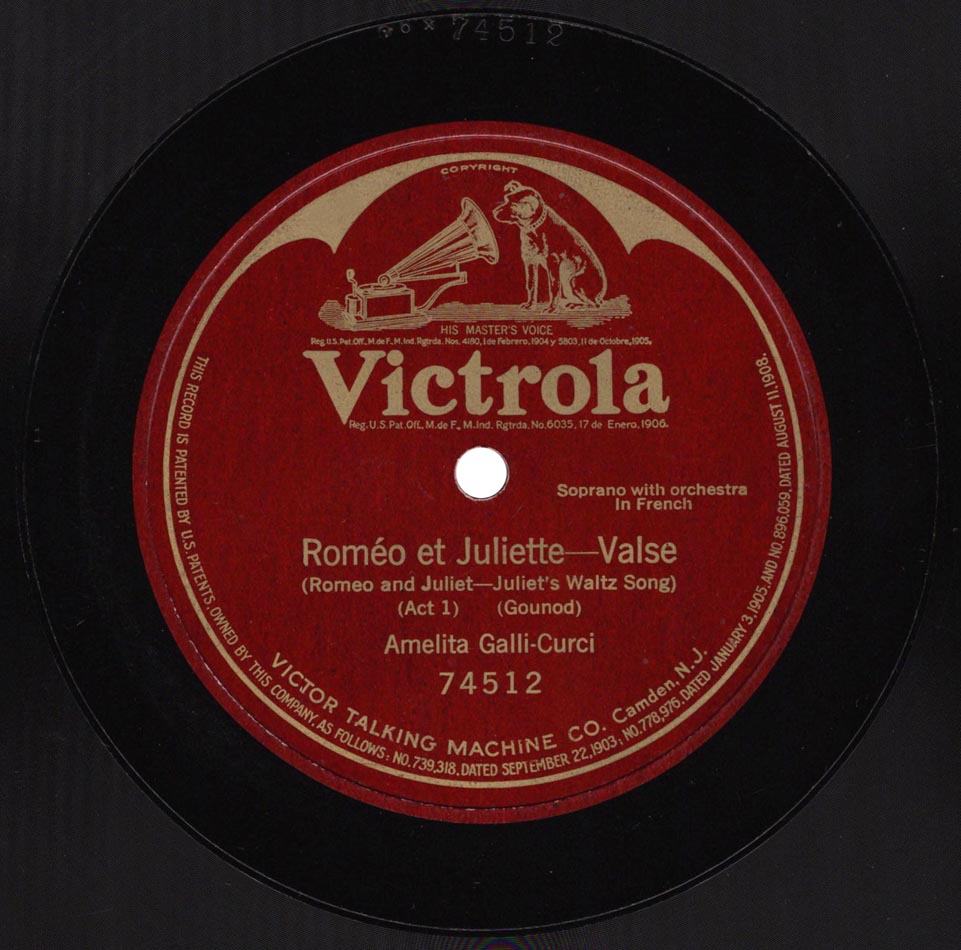 74512
COPYRIGHT
HIS MASTER'S VOICE
Reg.U.S.Pat.Off.,M.de F.,M.Ind.Rgtrda.Nos.4180,1 de Febrero,1904 y 5803,11 de Octubre,1905.
Victrola
Reg.U.S.Pat.Off., M.de F., M.Ind. Rgtrda. No.6035, 17 de Enero, 1906.
Soprano with orchestra
In French
Roméo et Juliette—Valse
(Romeo and Juliet—Juliet's Waltz Song)
(Act 1) (Gounod)
Amelita Galli-Curci
74512
VICTOR TALKING MACHINE CO. Camden, N.J.
THIS RECORD IS PATENTED BY U.S. PATENTS, OWNED BY THIS COMPANY, AS FOLLOWS: NO.739,318, DATED SEPTEMBER 22,1903; NO.778,976, DATED JANUARY 3,1905, AND NO.896,059, DATED AUGUST 11,1908.